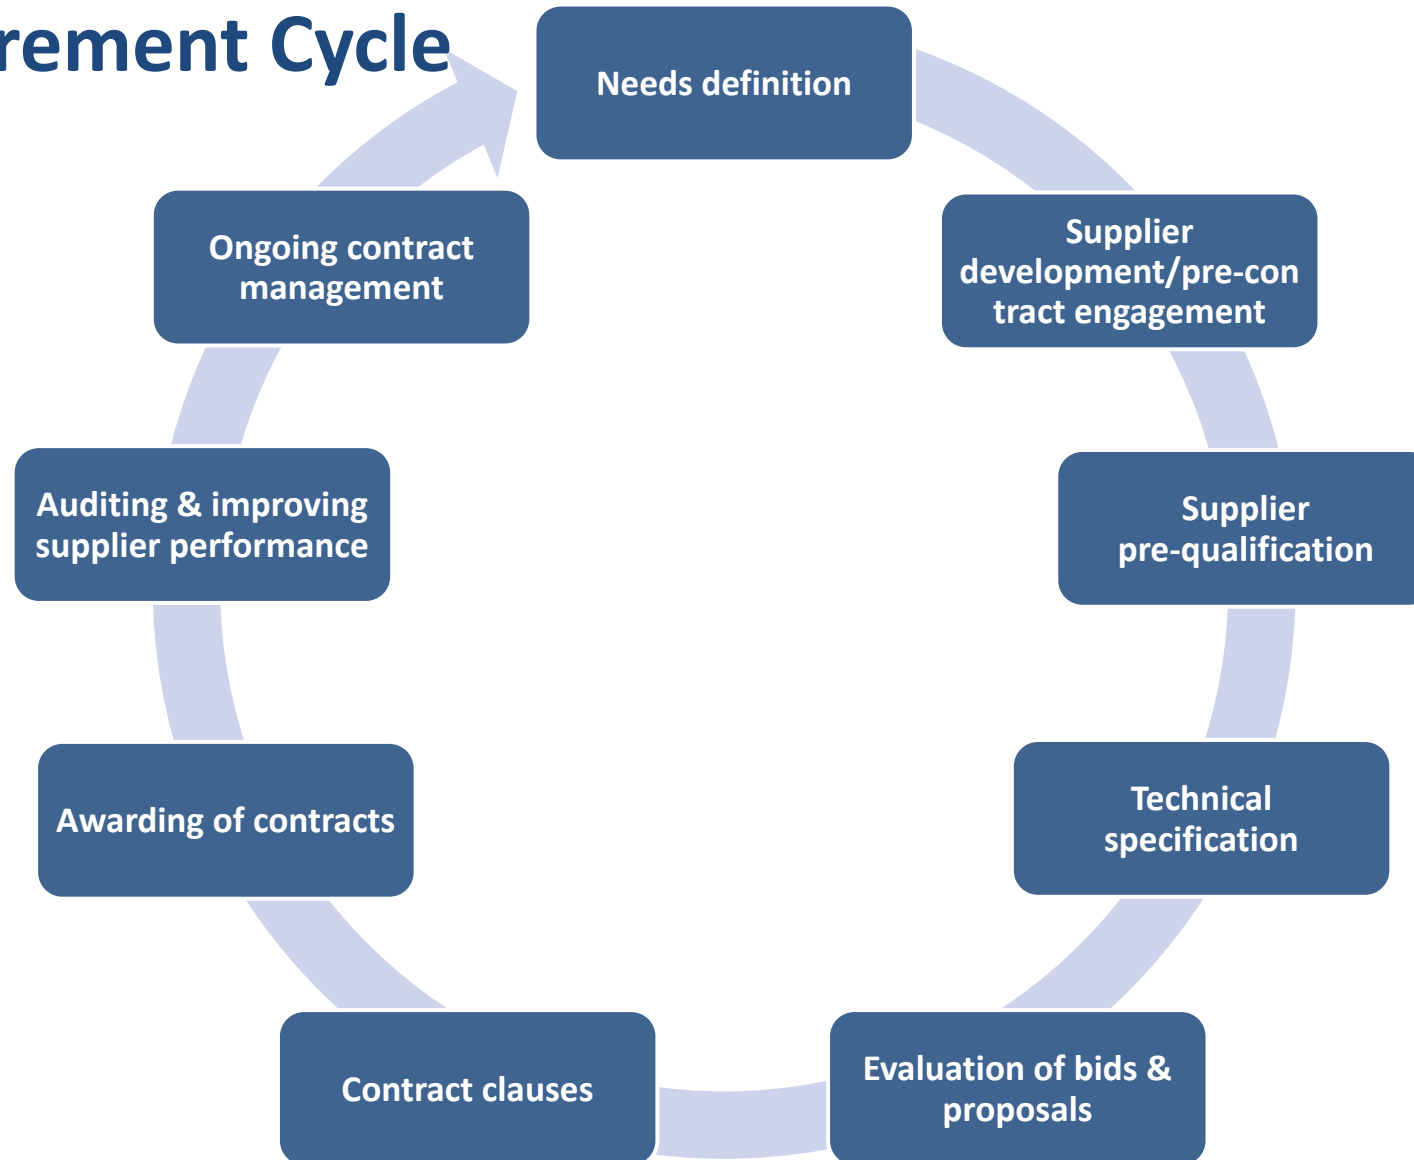 rement Cycle
Needs definition
Supplier
development/pre-con
tract engagement
Supplier
pre-qualification
Technical
specification
Evaluation of bids &
proposals
Contract clauses
Awarding of contracts
Auditing & improving
supplier performance
Ongoing contract
management